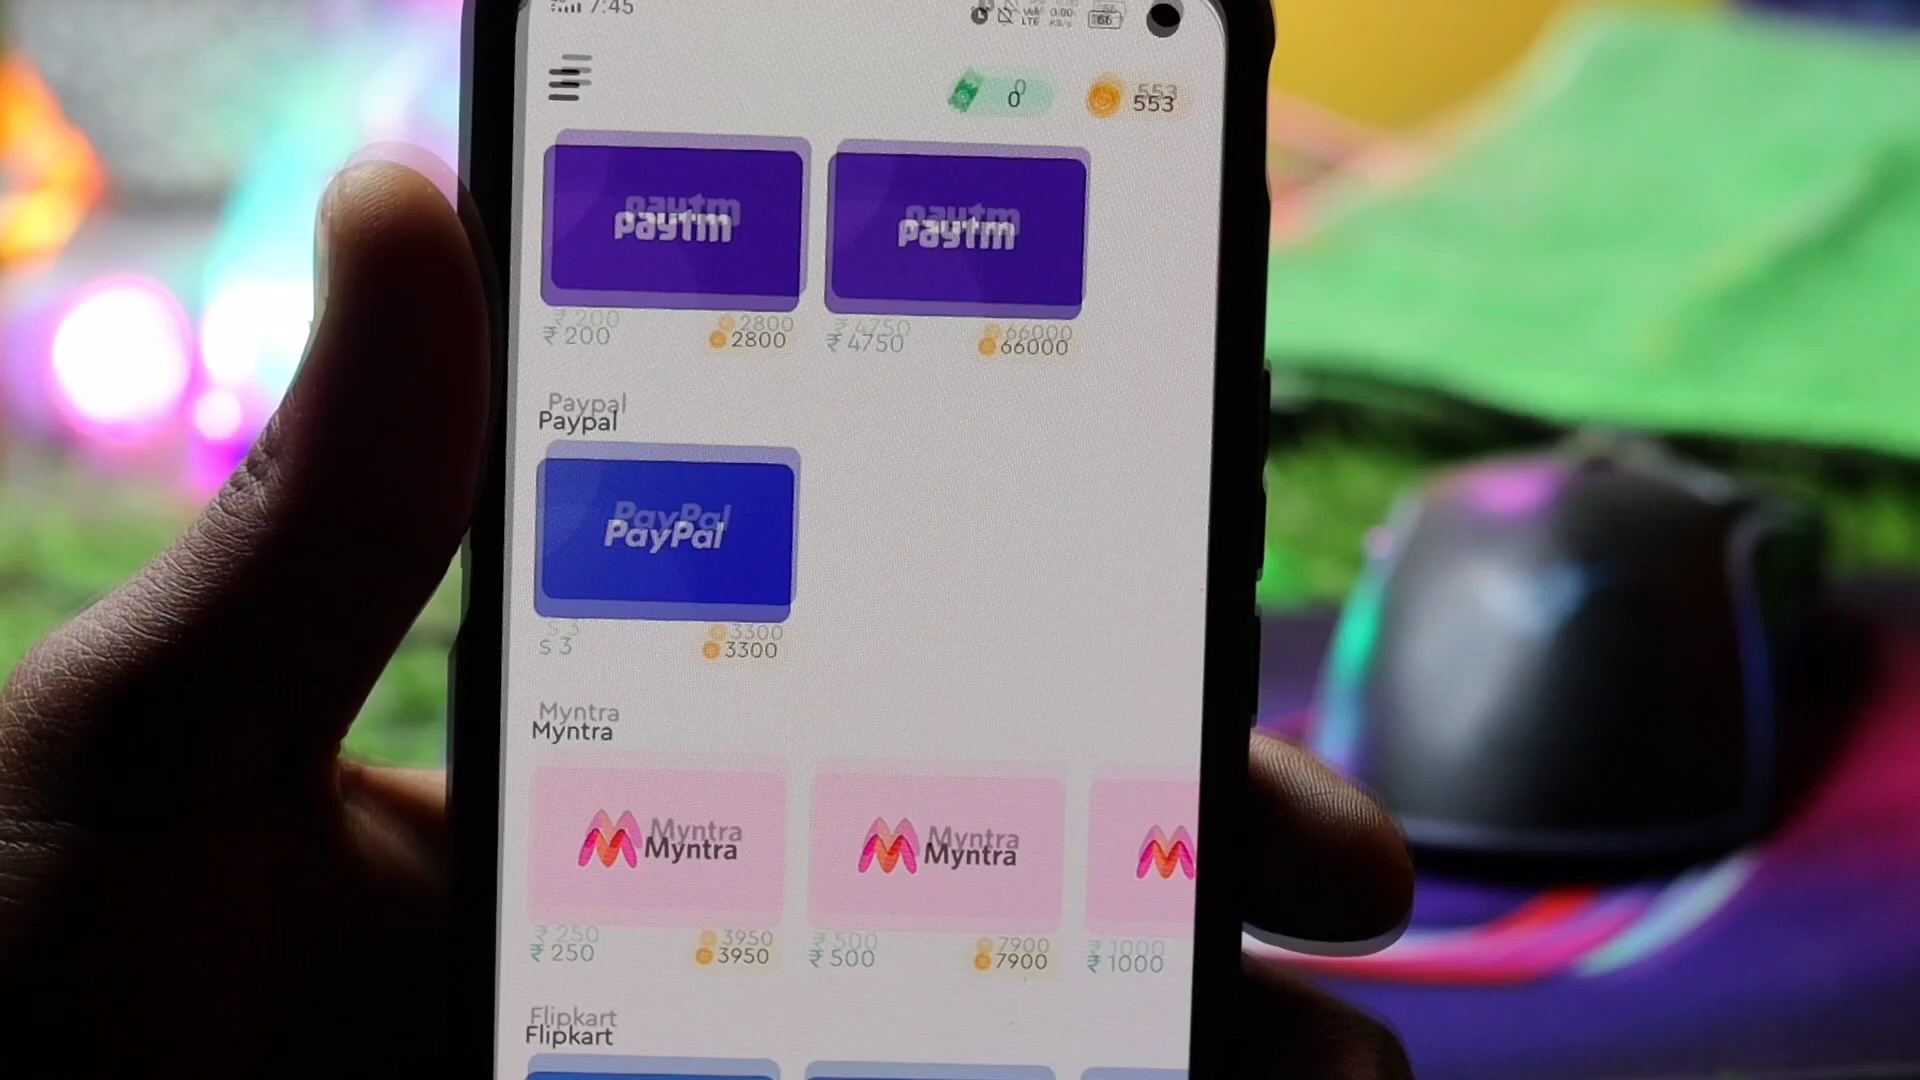 7:45
0 553
paytm paytm
₹ 200 2800 ₹ 4750 66000
Paypal
PayPal
$ 3 3300
Myntra
Myntra Myntra
₹ 250 3950 ₹ 500 7900 ₹ 1000
Flipkart